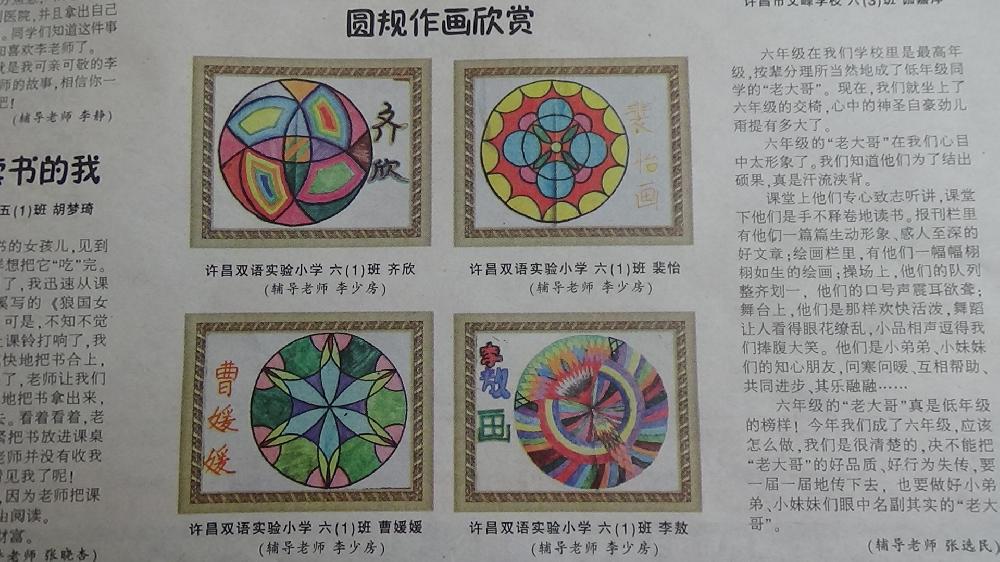 到医院,并且拿出自己
。同学们知道这件事
喜欢李老师了。
就是我可亲可敬的李
师的故事,相信你一
吧!
(辅导老师 李静)
读书的我
五(1)班 胡梦琦
书的女孩儿,见到
想把它“吃”完。
了,我迅速从课
写的《狼国女
可是,不知不觉
上课铃打响了,我
快地把书合上,
了,老师让我们
地把书拿出来,
。看着看着,老
把书放进课桌
老师并没有收我
看见我了呢!
,因为老师把课
出阅读。
财富。
老师 张晓杏)
圆规作画欣赏
齐欣
许昌双语实验小学 六(1)班 齐欣
(辅导老师 李少房)
裴怡画
许昌双语实验小学 六(1)班 裴怡
(辅导老师 李少房)
曹媛媛
许昌双语实验小学 六(1)班 曹媛媛
(辅导老师 李少房)
李敖画
许昌双语实验小学 六(1)班 李敖
(辅导老师 李少房)
许昌市文峰学校 六(3)班
六年级在我们学校里是最高年
级,按辈分理所当然地成了低年级同
学的“老大哥”。现在,我们就坐上了
六年级的交椅,心中的神圣自豪劲儿
甭提有多大了。
六年级的“老大哥”在我们心目
中太形象了。我们知道他们为了结出
硕果,真是汗流浃背。
课堂上他们专心致志听讲,课堂
下他们是手不释卷地读书。报刊栏里
有他们一篇篇生动形象、感人至深的
好文章;绘画栏里,有他们一幅幅栩
栩如生的绘画;操场上,他们的队列
整齐划一,他们的口号声震耳欲聋;
舞台上,他们是那样欢快活泼,舞蹈
让人看得眼花缭乱,小品相声逗得我
们捧腹大笑。他们是小弟弟、小妹妹
们的知心朋友,问寒问暖、互相帮助、
共同进步、其乐融融……
六年级的“老大哥”真是低年级
的榜样!今年我们成了六年级,应该
怎么做,我们是很清楚的,决不能把
“老大哥”的好品质、好行为失传,要
一届一届地传下去,也要做好小弟
弟、小妹妹们眼中名副其实的“老大
哥”。
(辅导老师 张选民)